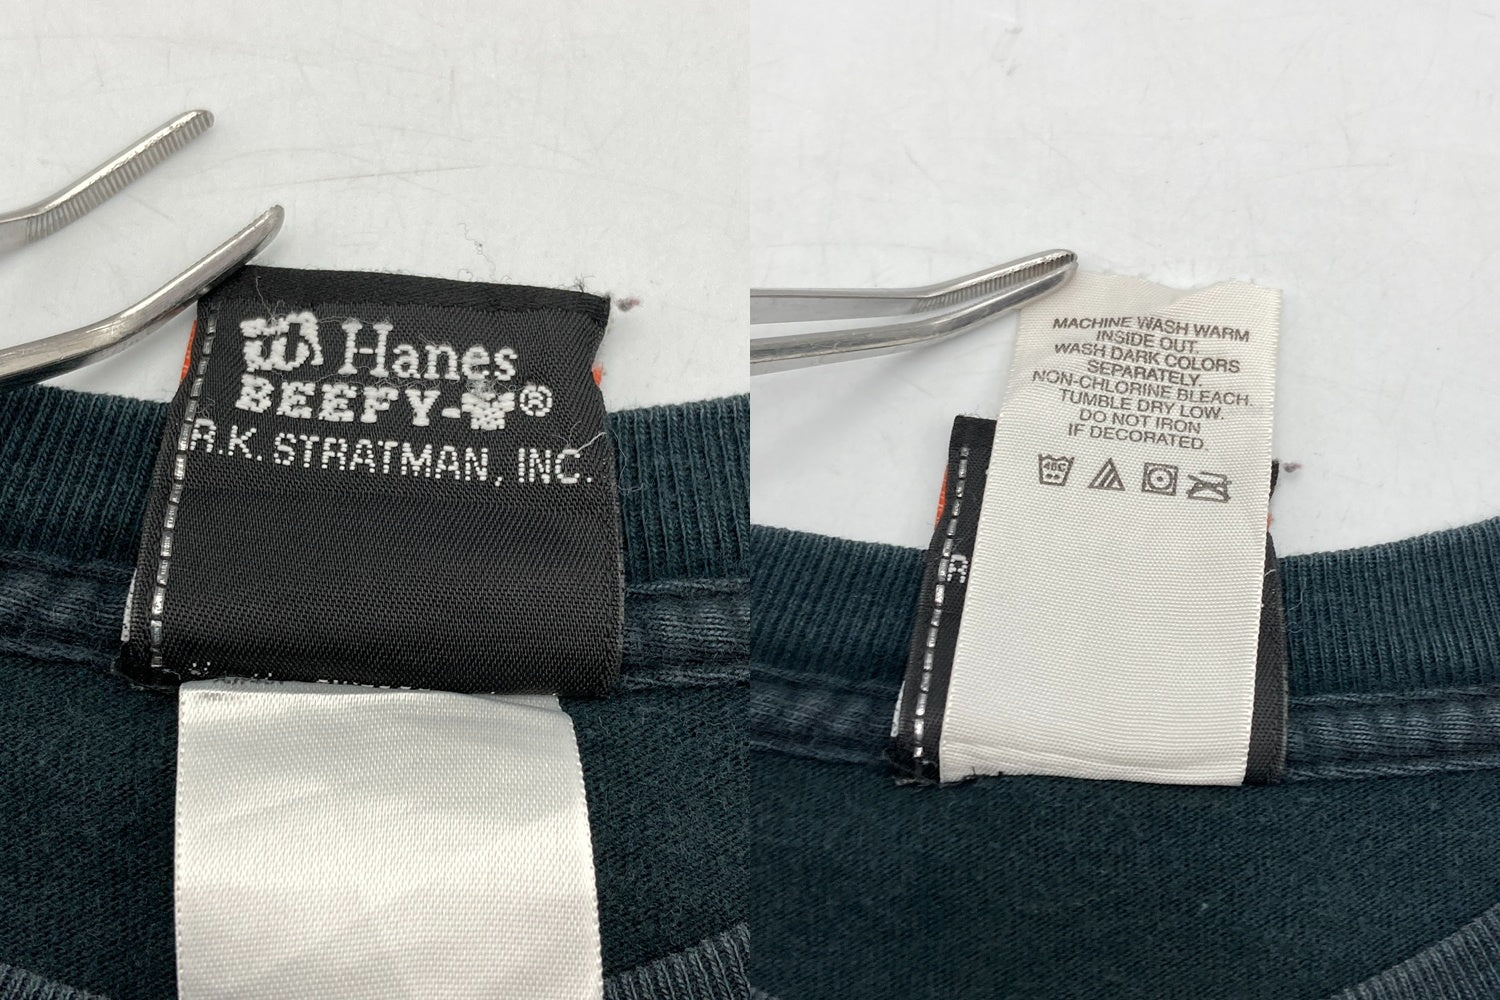 Hanes
BEEFY-T®
R.K. STRATMAN, INC.
MACHINE WASH WARM
INSIDE OUT.
WASH DARK COLORS
SEPARATELY.
NON-CHLORINE BLEACH.
TUMBLE DRY LOW.
DO NOT IRON
IF DECORATED.